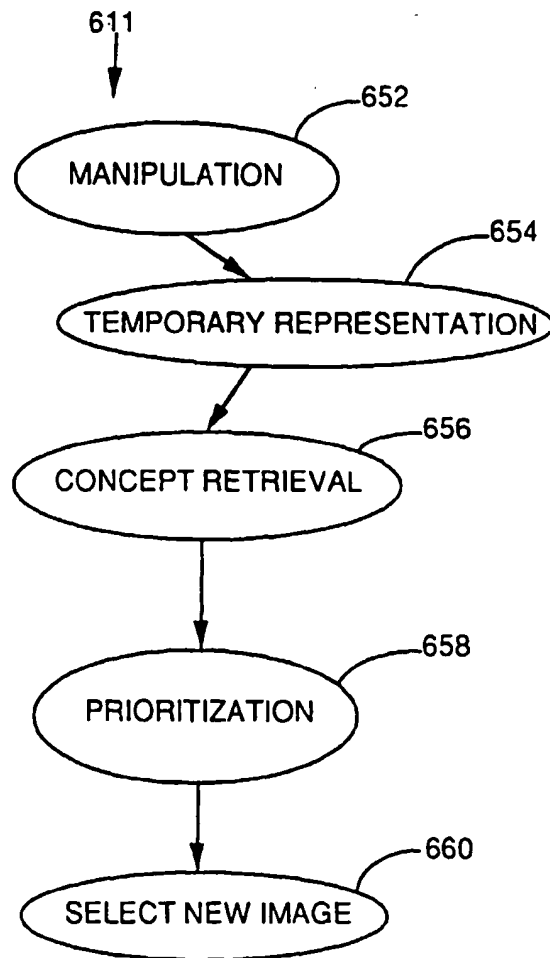 611
652
MANIPULATION
654
TEMPORARY REPRESENTATION
656
CONCEPT RETRIEVAL
658
PRIORITIZATION
660
SELECT NEW IMAGE